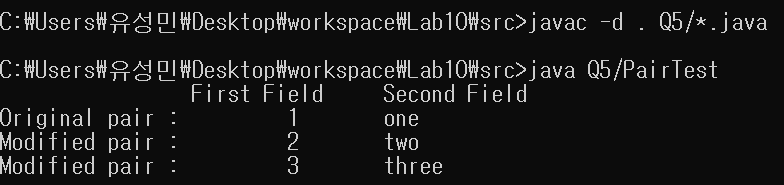 C:₩Users₩유성민₩Desktop₩workspace₩Lab10₩src>javac -d . Q5/*.java
C:₩Users₩유성민₩Desktop₩workspace₩Lab10₩src>java Q5/PairTest
First Field Second Field
Original pair : 1 one
Modified pair : 2 two
Modified pair : 3 three